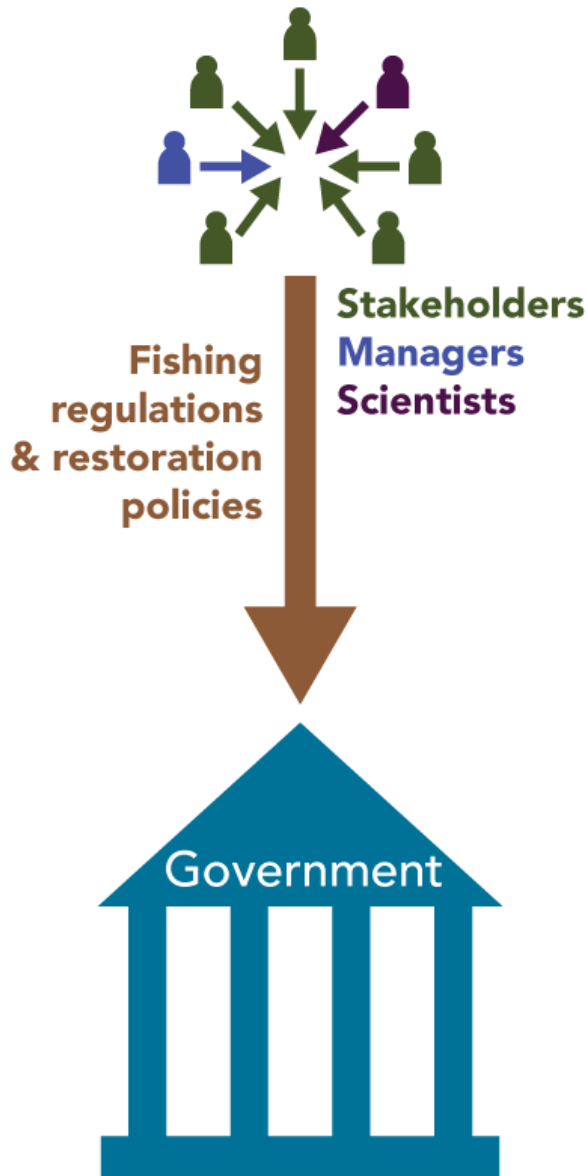 Stakeholders
Managers
Scientists
Fishing
regulations
& restoration
policies
Government